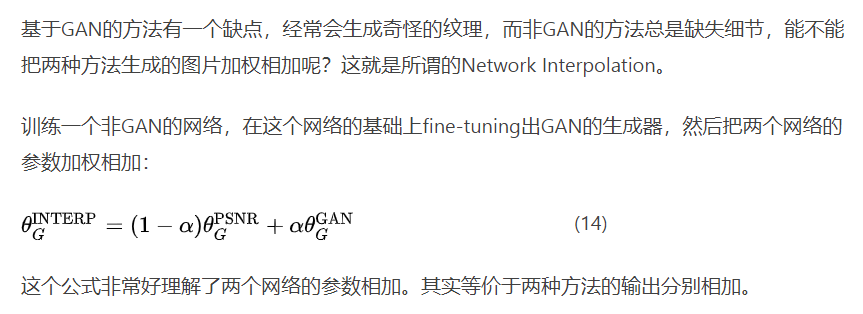 基于GAN的方法有一个缺点，经常会生成奇怪的纹理，而非GAN的方法总是缺失细节，能不能
把两种方法生成的图片加权相加呢？这就是所谓的Network Interpolation。
训练一个非GAN的网络，在这个网络的基础上fine-tuning出GAN的生成器，然后把两个网络的
参数加权相加：
θ_G^INTERP = (1 − α)θ_G^PSNR + αθ_G^GAN (14)
这个公式非常好理解了两个网络的参数相加。其实等价于两种方法的输出分别相加。